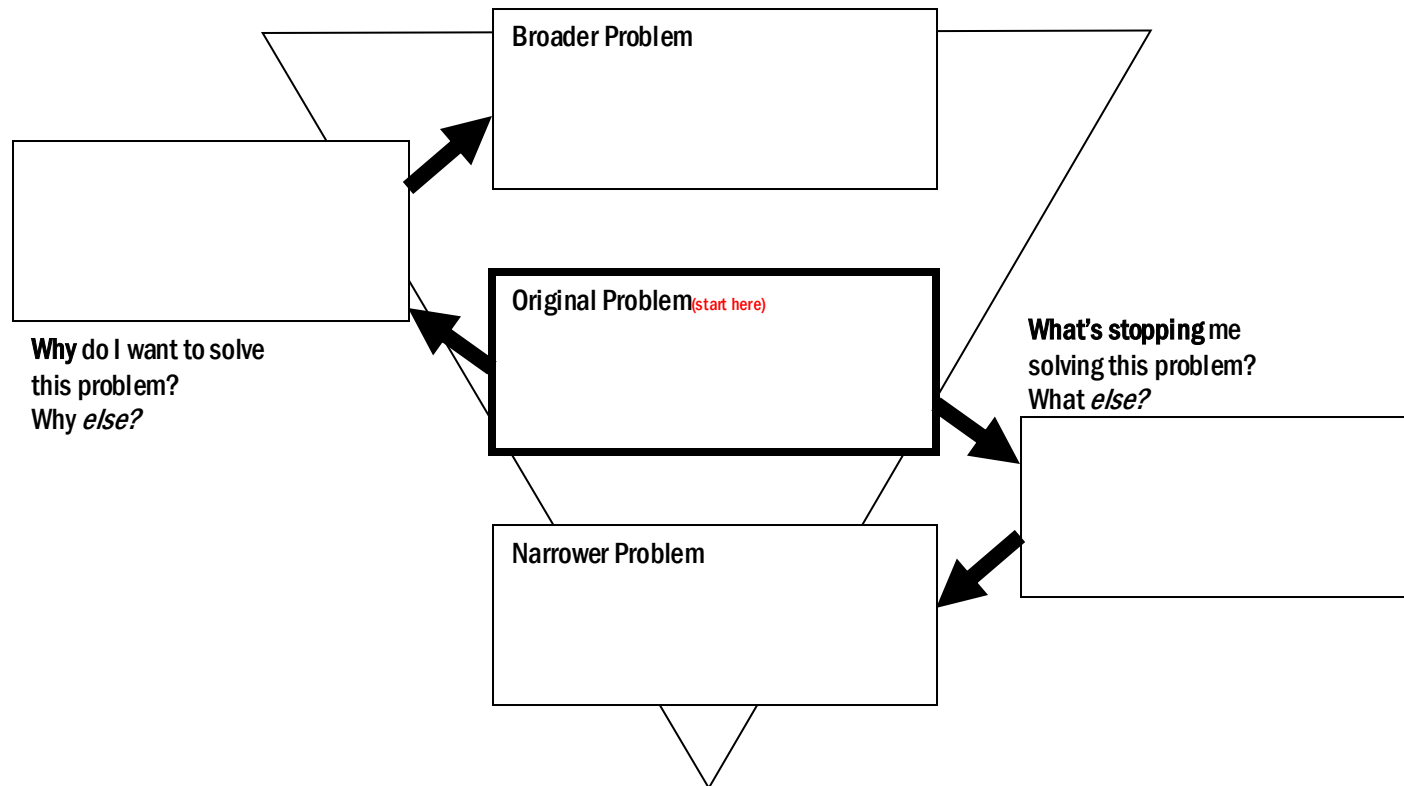 Broader Problem
Original Problem(start here)
Why do I want to solve
this problem?
Why else?
What's stopping me
solving this problem?
What else?
Narrower Problem